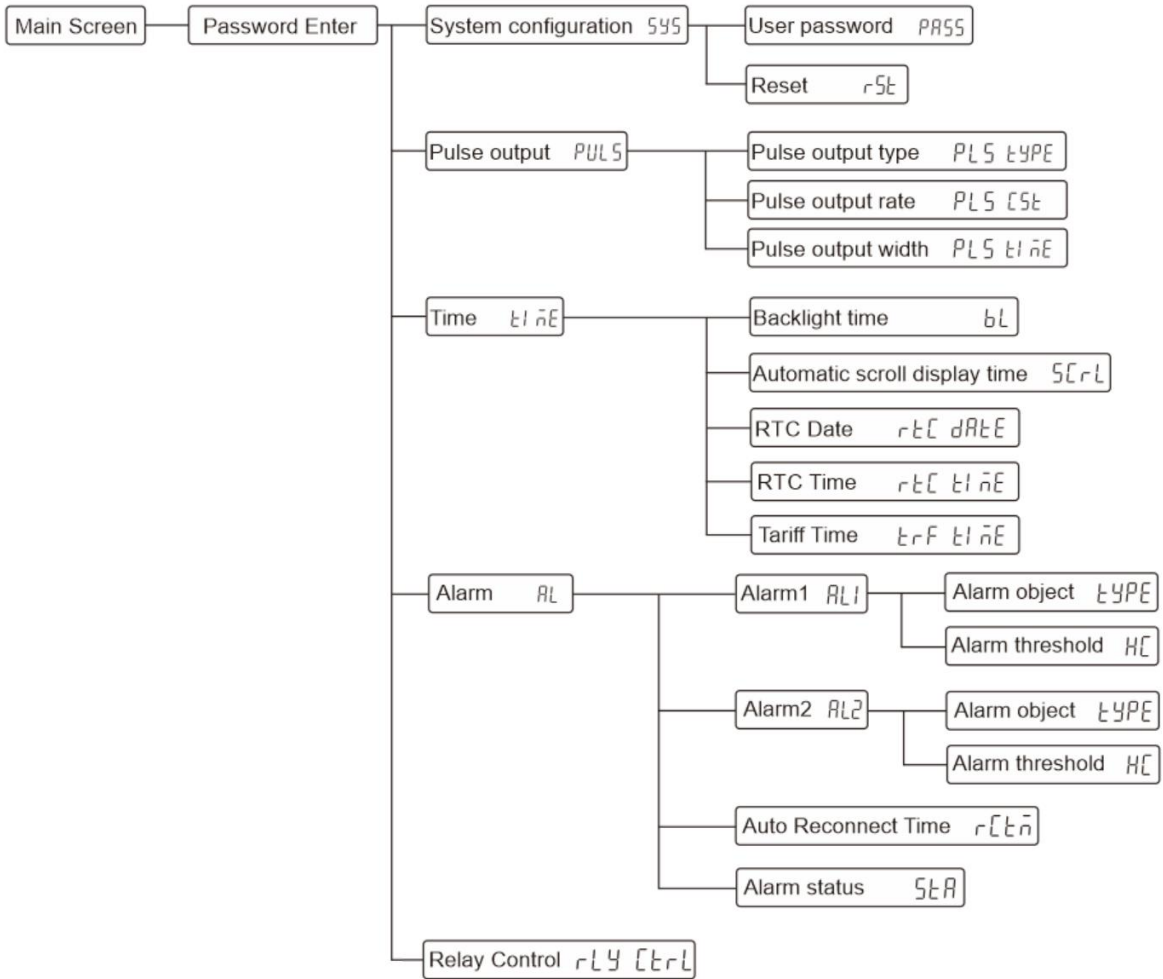 Main Screen
Password Enter
System configuration SYS
User password PASS
Reset rSt
Pulse output PULS
Pulse output type PLS tYPE
Pulse output rate PLS CSt
Pulse output width PLS tImE
Time tImE
Backlight time bL
Automatic scroll display time SCrL
RTC Date rtC dAtE
RTC Time rtC tImE
Tariff Time trF tImE
Alarm AL
Alarm1 AL1
Alarm object tYPE
Alarm threshold HC
Alarm2 AL2
Alarm object tYPE
Alarm threshold HC
Auto Reconnect Time rCtm
Alarm status StA
Relay Control rLY CtrL